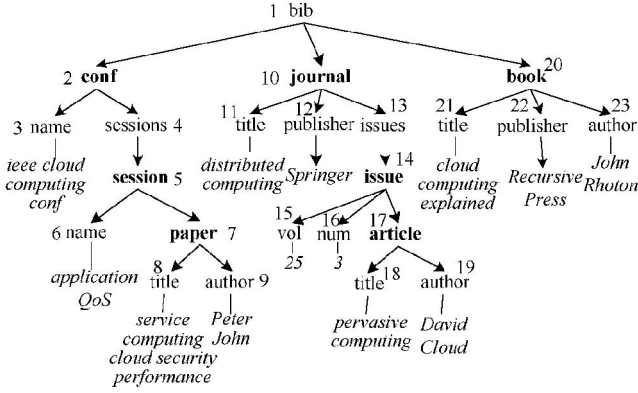 1 bib
2 conf
10 journal
book 20
3 name
sessions 4
11 title
12 publisher
13 issues
21 title
22 publisher
23 author
ieee cloud computing conf
distributed computing
Springer
cloud computing explained
Recursive Press
John Rhoton
session 5
14 issue
6 name
paper 7
15 vol
16 num
17 article
application QoS
25
3
8 title
author 9
title 18
19 author
service computing cloud security performance
Peter John
pervasive computing
David Cloud